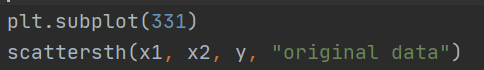 plt.subplot(331)
scattersth(x1, x2, y, "original data")